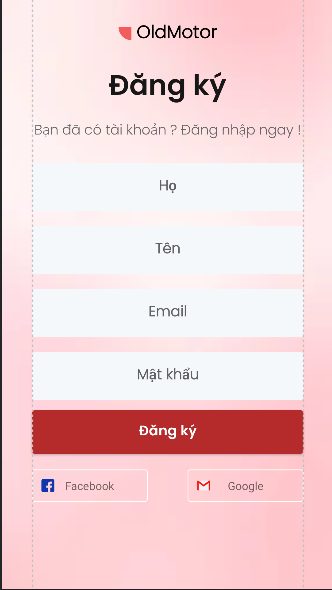 OldMotor
Đăng ký
Bạn đã có tài khoản ? Đăng nhập ngay !
Họ
Tên
Email
Mật khẩu
Đăng ký
Facebook Google